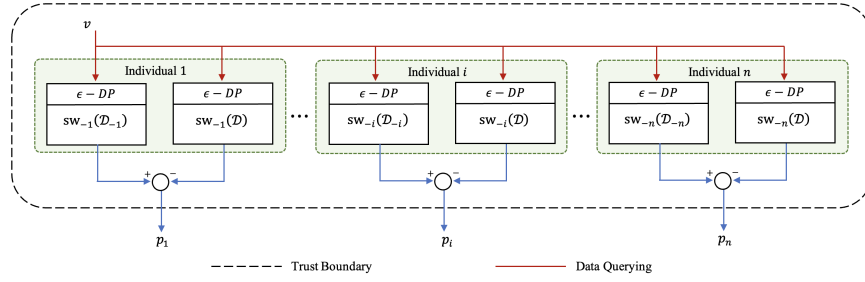 v
Individual 1
Individual i
Individual n
ϵ − DP
ϵ − DP
ϵ − DP
ϵ − DP
ϵ − DP
ϵ − DP
sw₋₁(𝒟₋₁)
sw₋₁(𝒟)
...
sw₋ᵢ(𝒟₋ᵢ)
sw₋ᵢ(𝒟)
...
sw₋ₙ(𝒟₋ₙ)
sw₋ₙ(𝒟)
+ −
+ −
+ −
p₁
pᵢ
pₙ
Trust Boundary
Data Querying